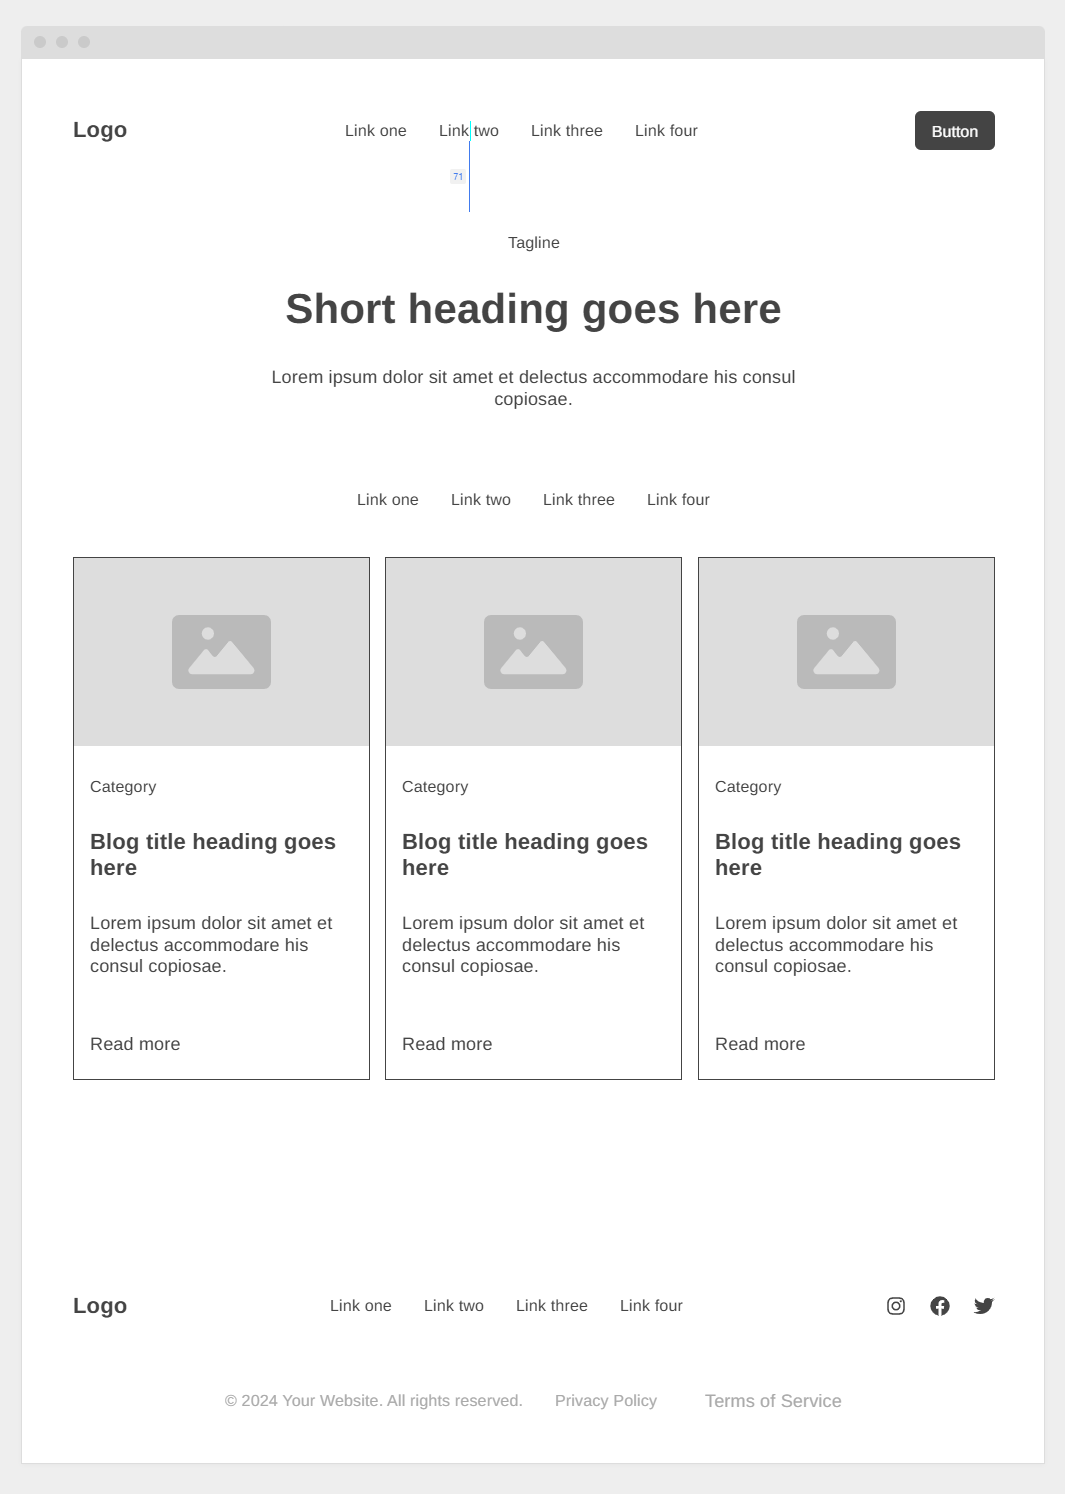 Logo
Link one
Link two
Link three
Link four
Button
71
Tagline
Short heading goes here
Lorem ipsum dolor sit amet et delectus accommodare his consul
copiosae.
Link one
Link two
Link three
Link four
Category
Blog title heading goes
here
Lorem ipsum dolor sit amet et
delectus accommodare his
consul copiosae.
Read more
Category
Blog title heading goes
here
Lorem ipsum dolor sit amet et
delectus accommodare his
consul copiosae.
Read more
Category
Blog title heading goes
here
Lorem ipsum dolor sit amet et
delectus accommodare his
consul copiosae.
Read more
Logo
Link one
Link two
Link three
Link four
© 2024 Your Website. All rights reserved.
Privacy Policy
Terms of Service